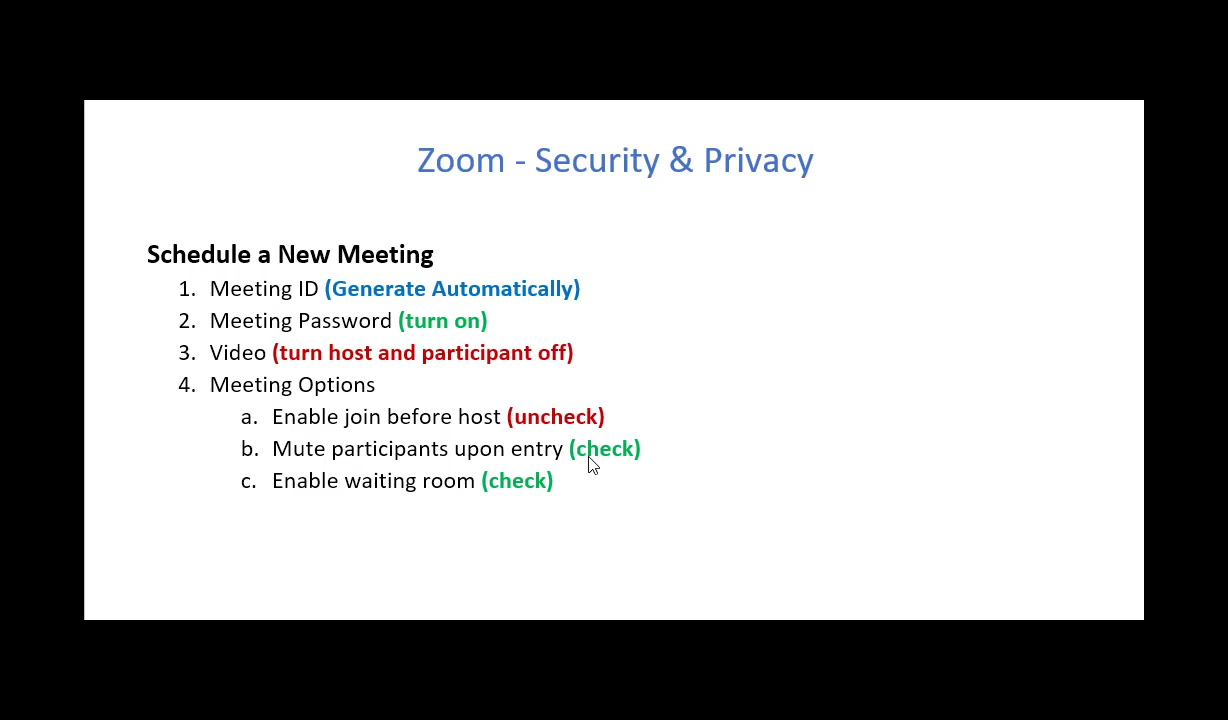 Zoom - Security & Privacy
Schedule a New Meeting
1. Meeting ID (Generate Automatically)
2. Meeting Password (turn on)
3. Video (turn host and participant off)
4. Meeting Options
a. Enable join before host (uncheck)
b. Mute participants upon entry (check)
c. Enable waiting room (check)